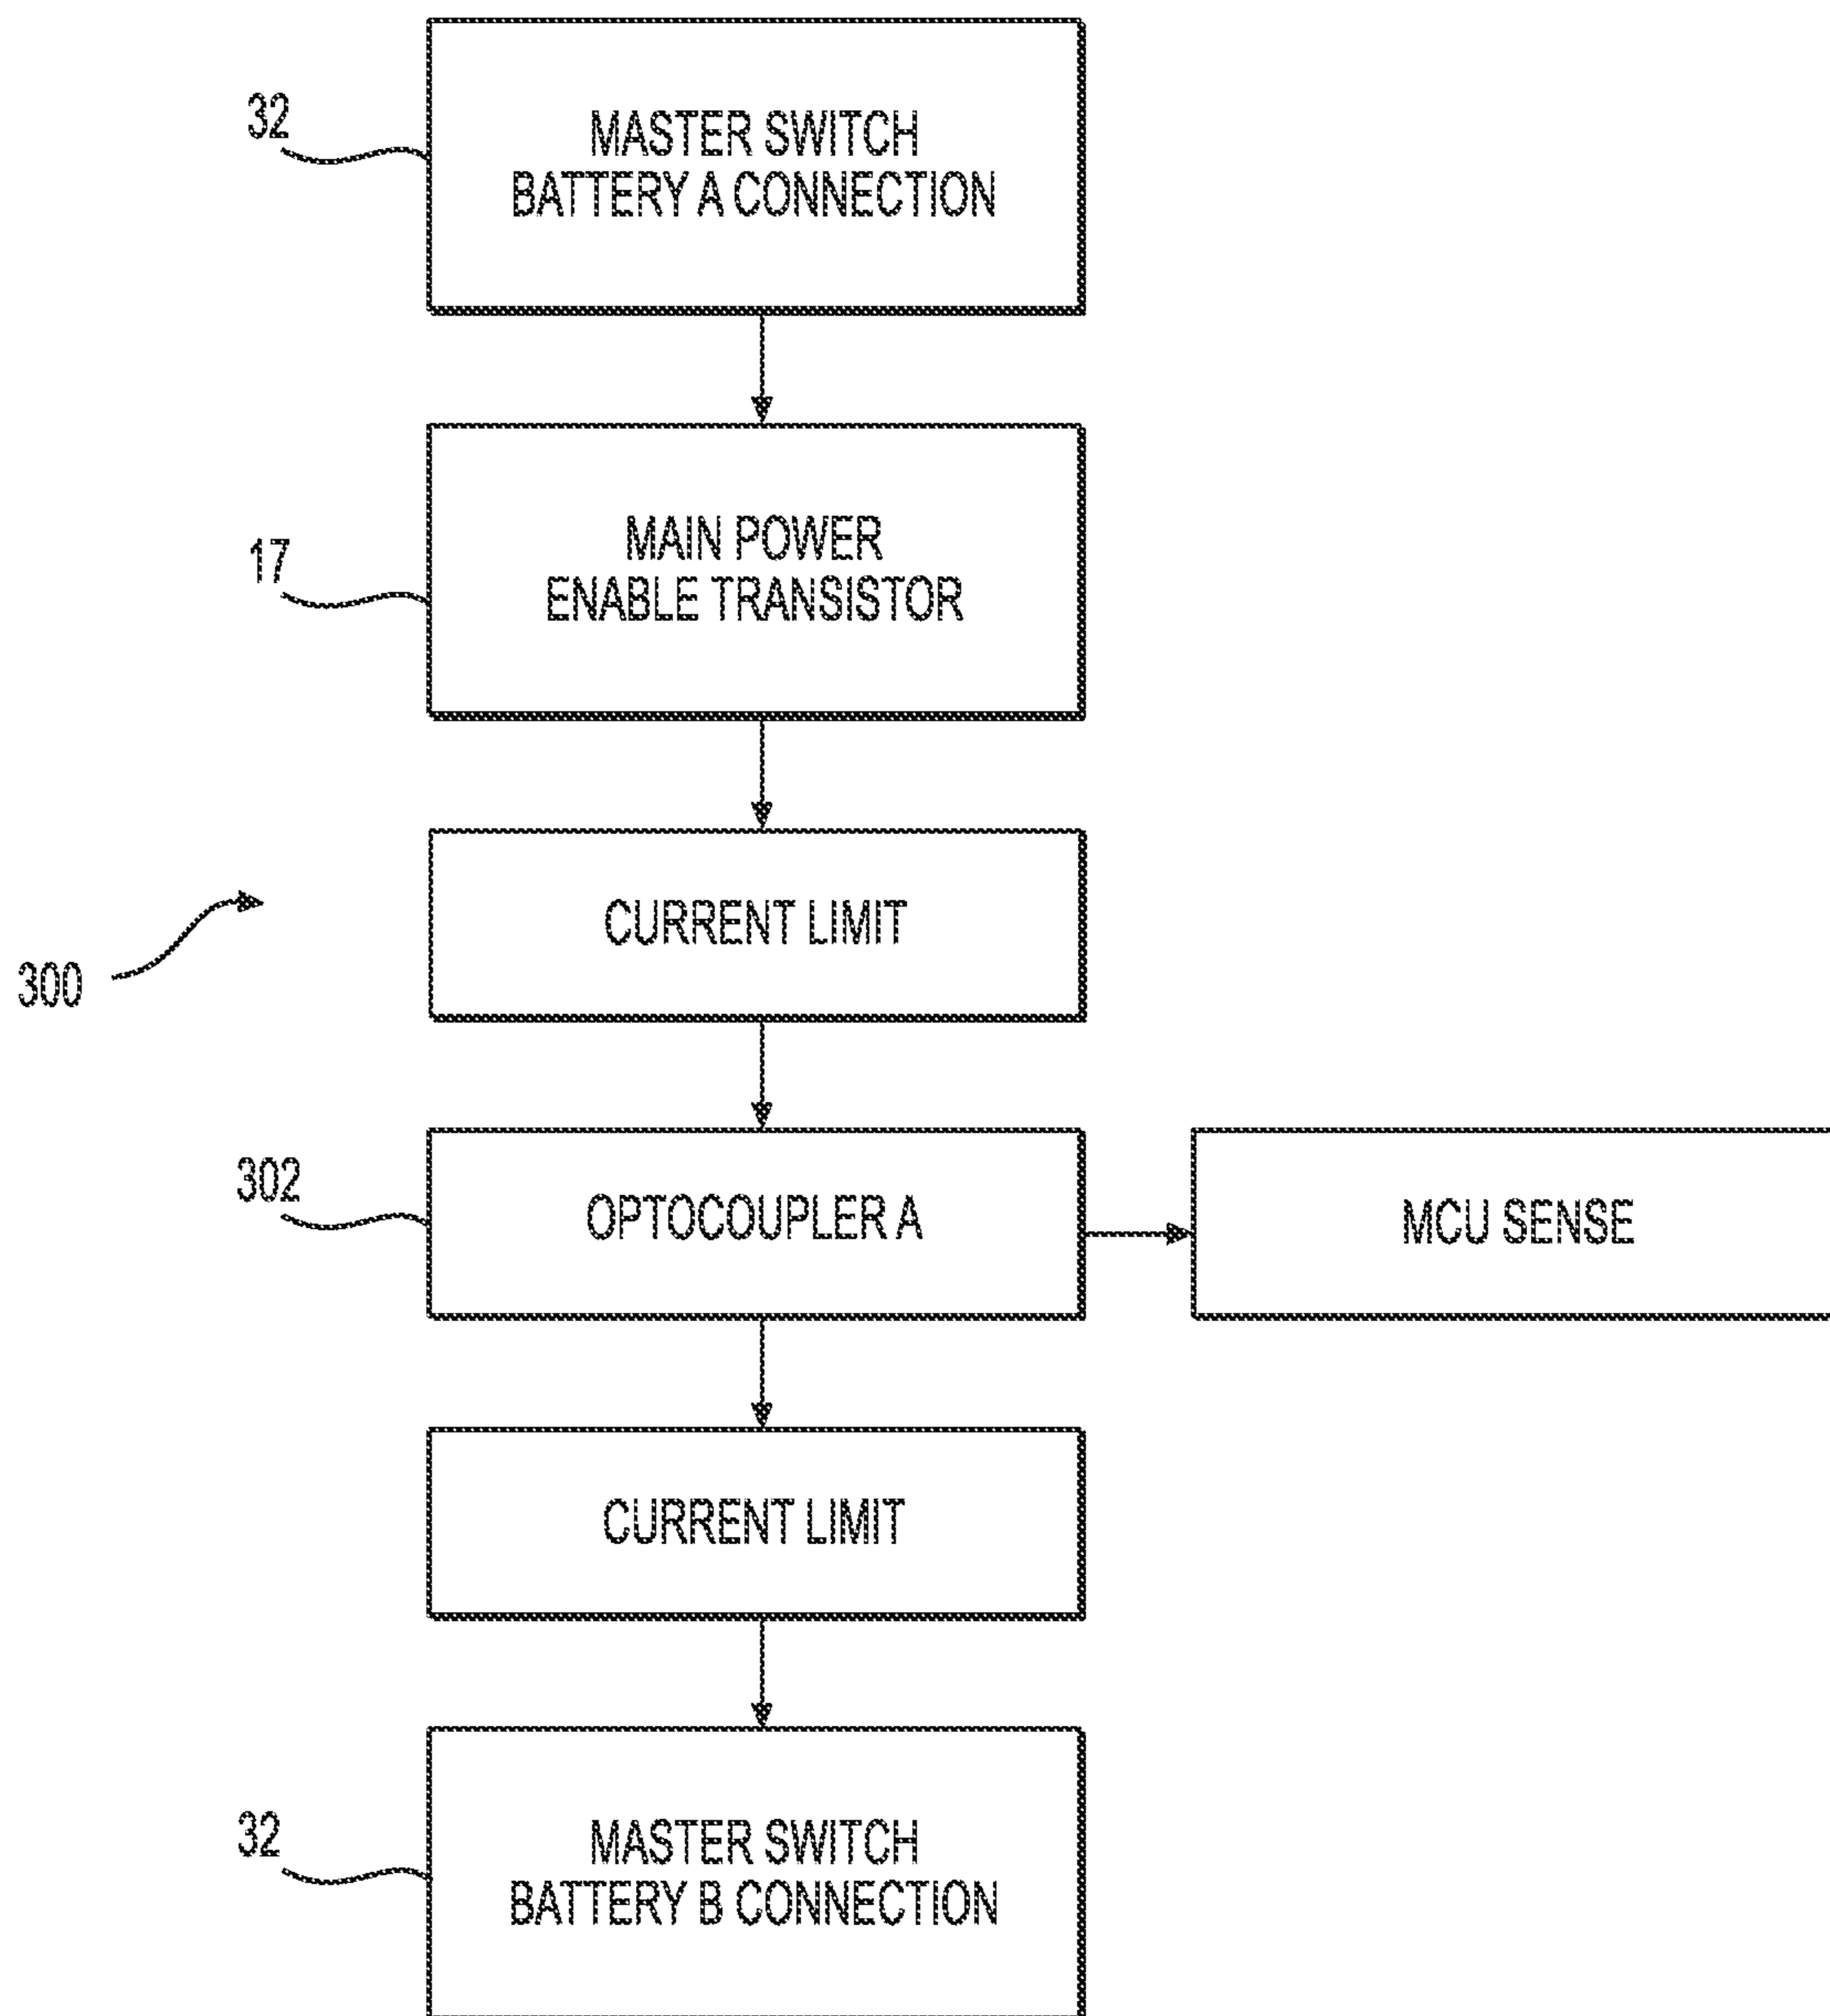 32
MASTER SWITCH
BATTERY A CONNECTION
17
MAIN POWER
ENABLE TRANSISTOR
CURRENT LIMIT
300
302
OPTOCOUPLER A
MCU SENSE
CURRENT LIMIT
32
MASTER SWITCH
BATTERY B CONNECTION